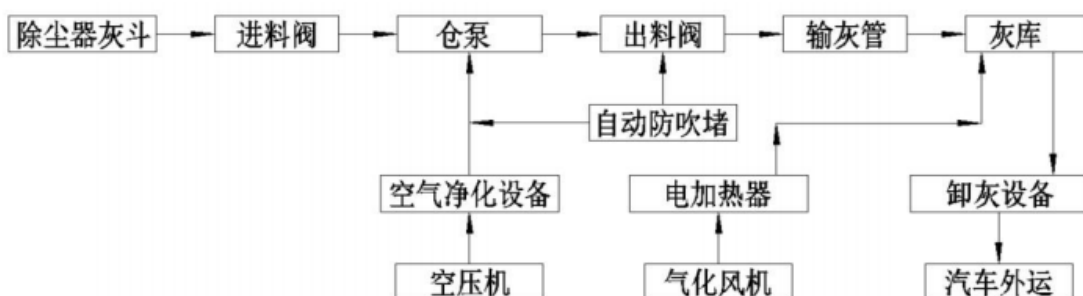 除尘器灰斗 进料阀 仓泵 出料阀 输灰管 灰库
自动防吹堵
空气净化设备 电加热器 卸灰设备
空压机 气化风机 汽车外运